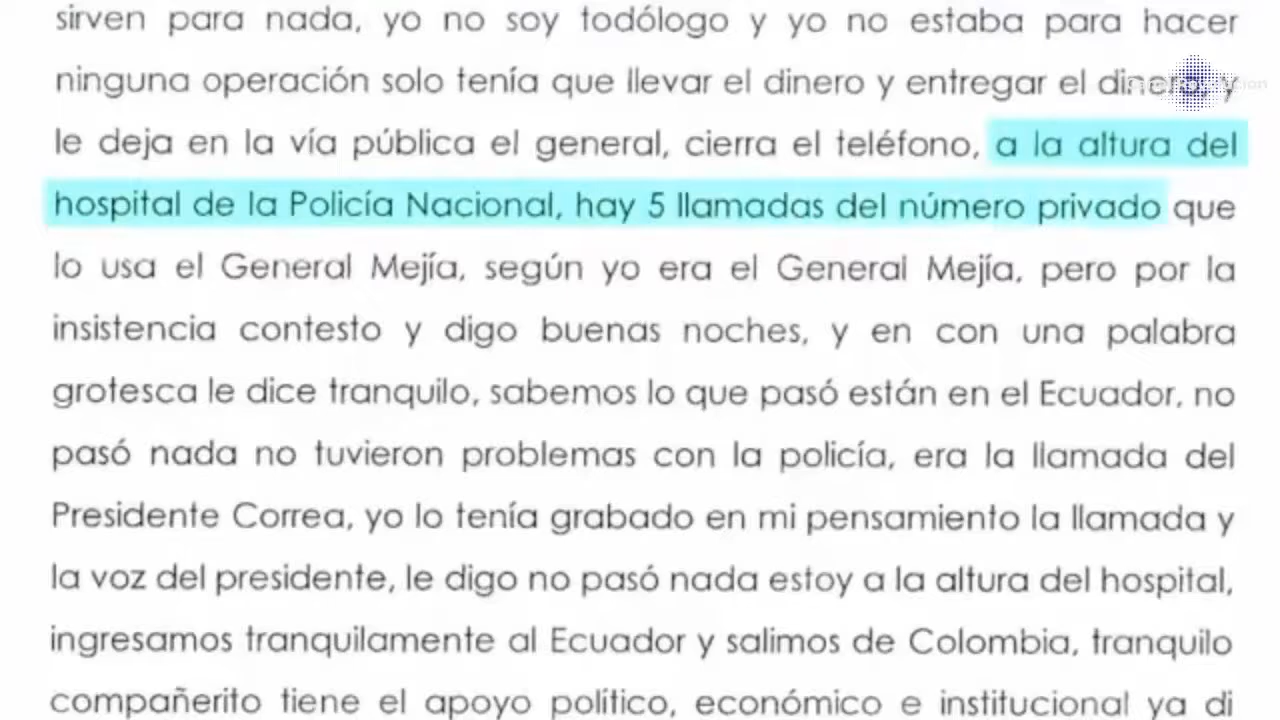 sirven para nada, yo no soy todólogo y yo no estaba para hacer
ninguna operación solo tenía que llevar el dinero y entregar el dinero, y
le deja en la vía pública el general, cierra el teléfono, a la altura del
hospital de la Policía Nacional, hay 5 llamadas del número privado que
lo usa el General Mejía, según yo era el General Mejía, pero por la
insistencia contesto y digo buenas noches, y en con una palabra
grotesca le dice tranquilo, sabemos lo que pasó están en el Ecuador, no
pasó nada no tuvieron problemas con la policía, era la llamada del
Presidente Correa, yo lo tenía grabado en mi pensamiento la llamada y
la voz del presidente, le digo no pasó nada estoy a la altura del hospital,
ingresamos tranquilamente al Ecuador y salimos de Colombia, tranquilo
compañerito tiene el apoyo político, económico e institucional ya di